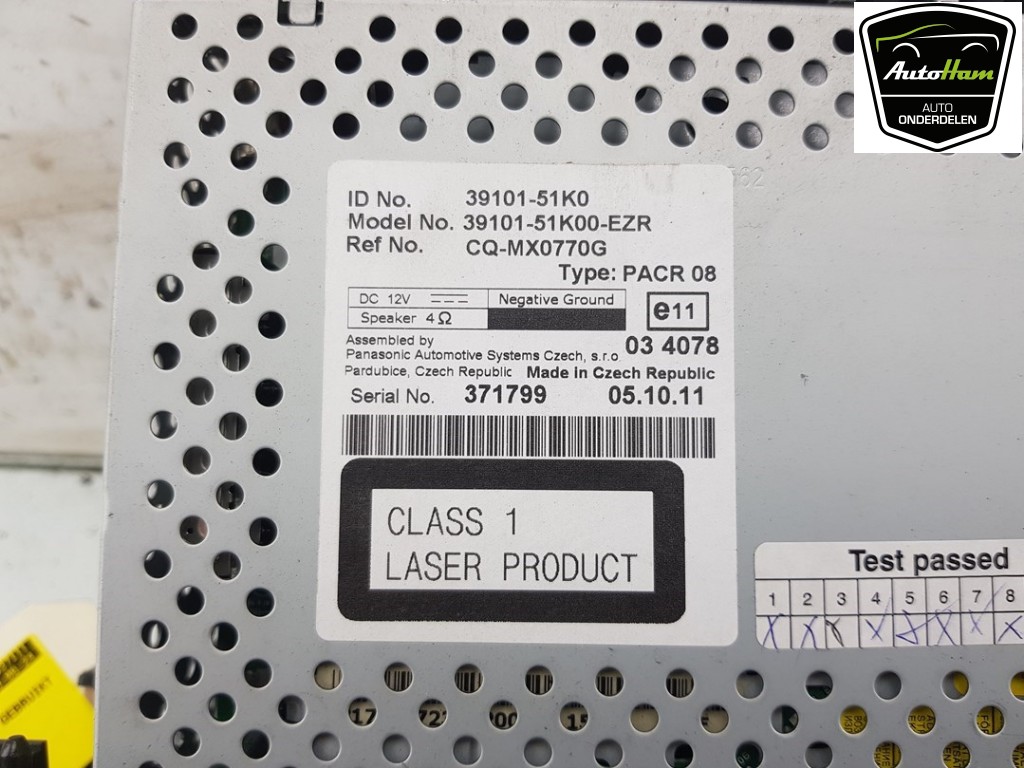 AutoHam
AUTO
ONDERDELEN
ID No. 39101-51K0
Model No. 39101-51K00-EZR
Ref No. CQ-MX0770G
Type: PACR 08
DC 12V Negative Ground
Speaker 4Ω
e11
Assembled by
Panasonic Automotive Systems Czech, s.r.o
03 4078
Pardubice, Czech Republic Made in Czech Republic
Serial No. 371799 05.10.11
CLASS 1
LASER PRODUCT
Test passed
1 2 3 4 5 6 7 8
GEBRUIKT